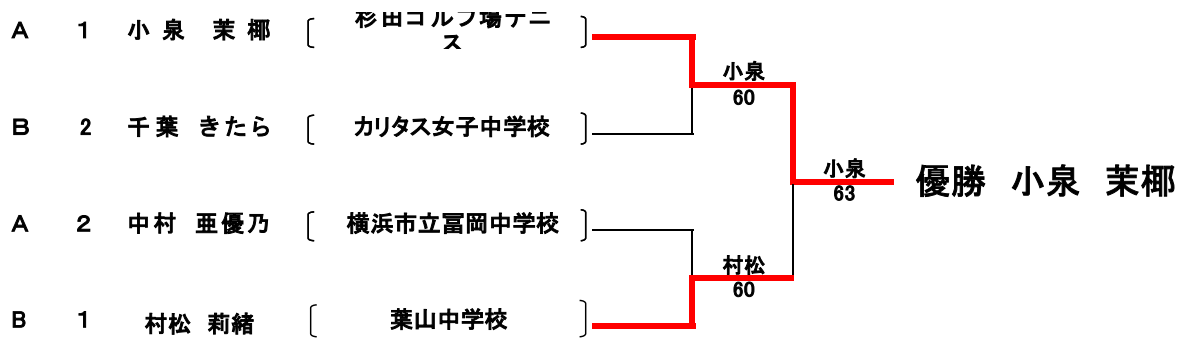 A 1 小泉 茉椰 〔 杉田ゴルフ場テニス 〕
小泉
60
B 2 千葉 きたら 〔 カリタス女子中学校 〕
小泉
63
優勝 小泉 茉椰
A 2 中村 亜優乃 〔 横浜市立冨岡中学校 〕
村松
60
B 1 村松 莉緒 〔 葉山中学校 〕